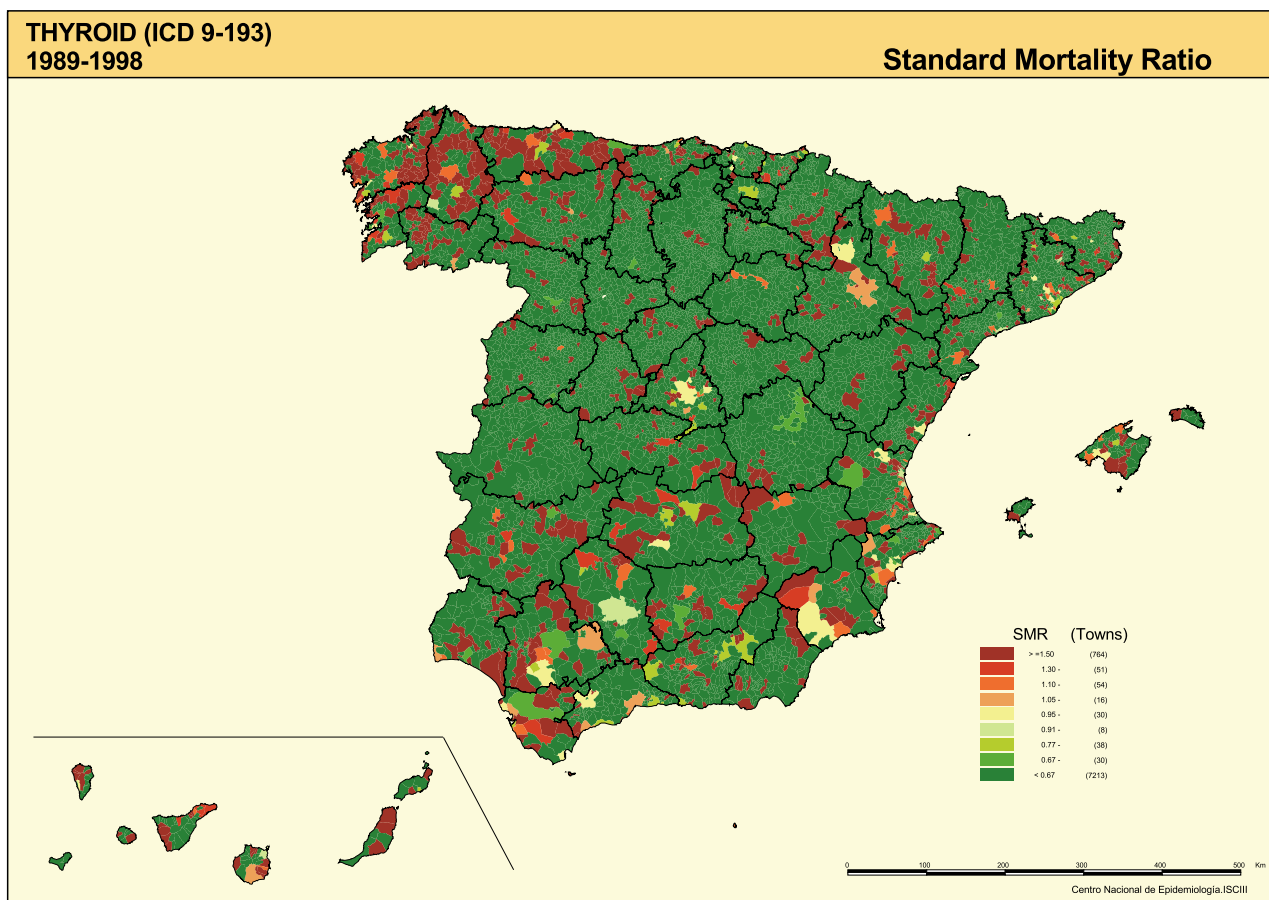 THYROID (ICD 9-193)
1989-1998
Standard Mortality Ratio
SMR (Towns)
> =1.50 (764)
1.30 - (51)
1.10 - (54)
1.05 - (16)
0.95 - (30)
0.91 - (8)
0.77 - (38)
0.67 - (30)
< 0.67 (7213)
0 100 200 300 400 500 Km
Centro Nacional de Epidemiología.ISCIII